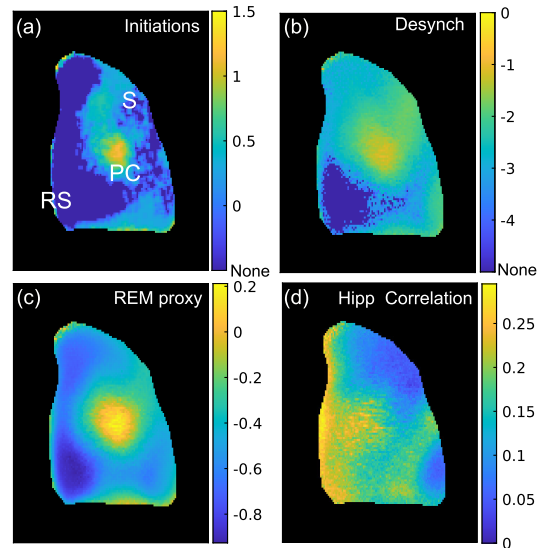 (a) Initiations
S
PC
RS
1.5
1
0.5
0
None
(b) Desynch
0
-1
-2
-3
-4
None
(c) REM proxy
0.2
0
-0.2
-0.4
-0.6
-0.8
(d) Hipp Correlation
0.25
0.2
0.15
0.1
0.05
0